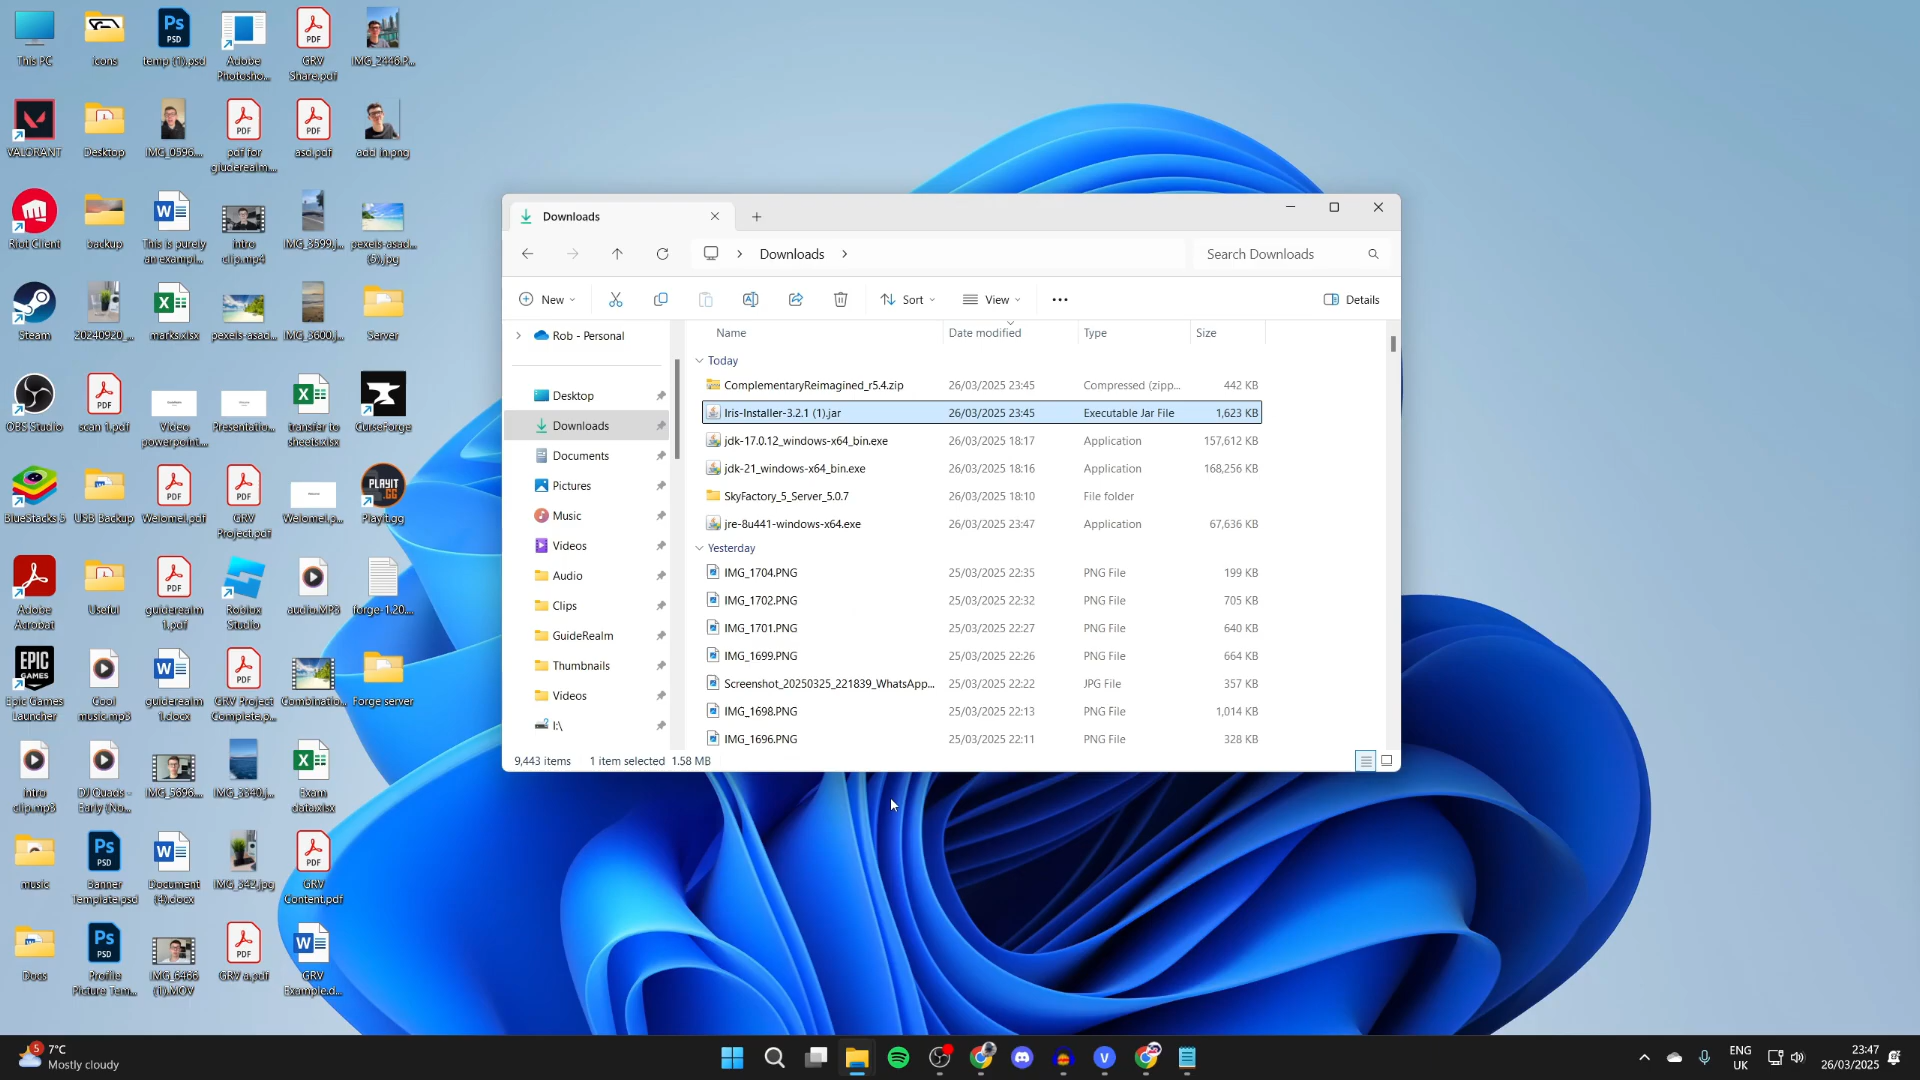 This PC
icons
temp (1).psd
Adobe
Photosho...
GRV
Share.pdf
IMG_2446.P...
VALORANT
Desktop
IMG_0596...
pdf for
giuderealm...
asd.pdf
add in.png
Riot Client
backup
This is purely
an exampl...
intro
clip.mp4
IMG_3599.j...
pexels-asad...
(5).jpg
Steam
20240920_...
marks.xlsx
pexels-asad...
IMG_3600.j...
Server
OBS Studio
scan 1.pdf
Video
powerpoint...
Presentatio...
transfer to
sheets.xlsx
CurseForge
BlueStacks 5
USB Backup
Welome!.pdf
GRV
Project.pdf
Welome!.p...
PLAYIT
.GG
Playit.gg
Adobe
Acrobat
Useful
guiderealm
1.pdf
Roblox
Studio
audio.MP3
forge-1.20....
EPIC
GAMES
Epic Games
Launcher
Cool
music.mp3
guiderealm
1.docx
GRV Project
Complete.p...
Combinatio...
Forge server
intro
clip.mp3
DJ Quads -
Early (No...
IMG_5696...
IMG_3340.j...
Exam
data.xlsx
music
Banner
Template.psd
Document
(4).docx
IMG_342.jpg
GRV
Content.pdf
Docs
Profile
Picture Tem...
IMG_6466
(1).MOV
GRV a.pdf
GRV
Example.d...
Downloads
Downloads
Search Downloads
New
Sort
View
Details
Rob - Personal
Desktop
Downloads
Documents
Pictures
Music
Videos
Audio
Clips
GuideRealm
Thumbnails
Videos
I:\
Name Date modified Type Size
Today
ComplementaryReimagined_r5.4.zip 26/03/2025 23:45 Compressed (zipp... 442 KB
Iris-Installer-3.2.1 (1).jar 26/03/2025 23:45 Executable Jar File 1,623 KB
jdk-17.0.12_windows-x64_bin.exe 26/03/2025 18:17 Application 157,612 KB
jdk-21_windows-x64_bin.exe 26/03/2025 18:16 Application 168,256 KB
SkyFactory_5_Server_5.0.7 26/03/2025 18:10 File folder
jre-8u441-windows-x64.exe 26/03/2025 23:47 Application 67,636 KB
Yesterday
IMG_1704.PNG 25/03/2025 22:35 PNG File 199 KB
IMG_1702.PNG 25/03/2025 22:32 PNG File 705 KB
IMG_1701.PNG 25/03/2025 22:27 PNG File 640 KB
IMG_1699.PNG 25/03/2025 22:26 PNG File 664 KB
Screenshot_20250325_221839_WhatsApp... 25/03/2025 22:22 JPG File 357 KB
IMG_1698.PNG 25/03/2025 22:13 PNG File 1,014 KB
IMG_1696.PNG 25/03/2025 22:11 PNG File 328 KB
9,443 items 1 item selected 1.58 MB
5
7°C
Mostly cloudy
ENG
UK
23:47
26/03/2025